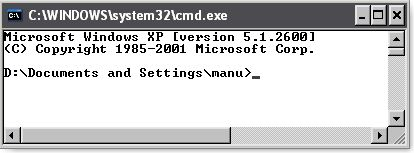 C:\WINDOWS\system32\cmd.exe
Microsoft Windows XP [Version 5.1.2600]
(C) Copyright 1985-2001 Microsoft Corp.
D:\Documents and Settings\manu>_